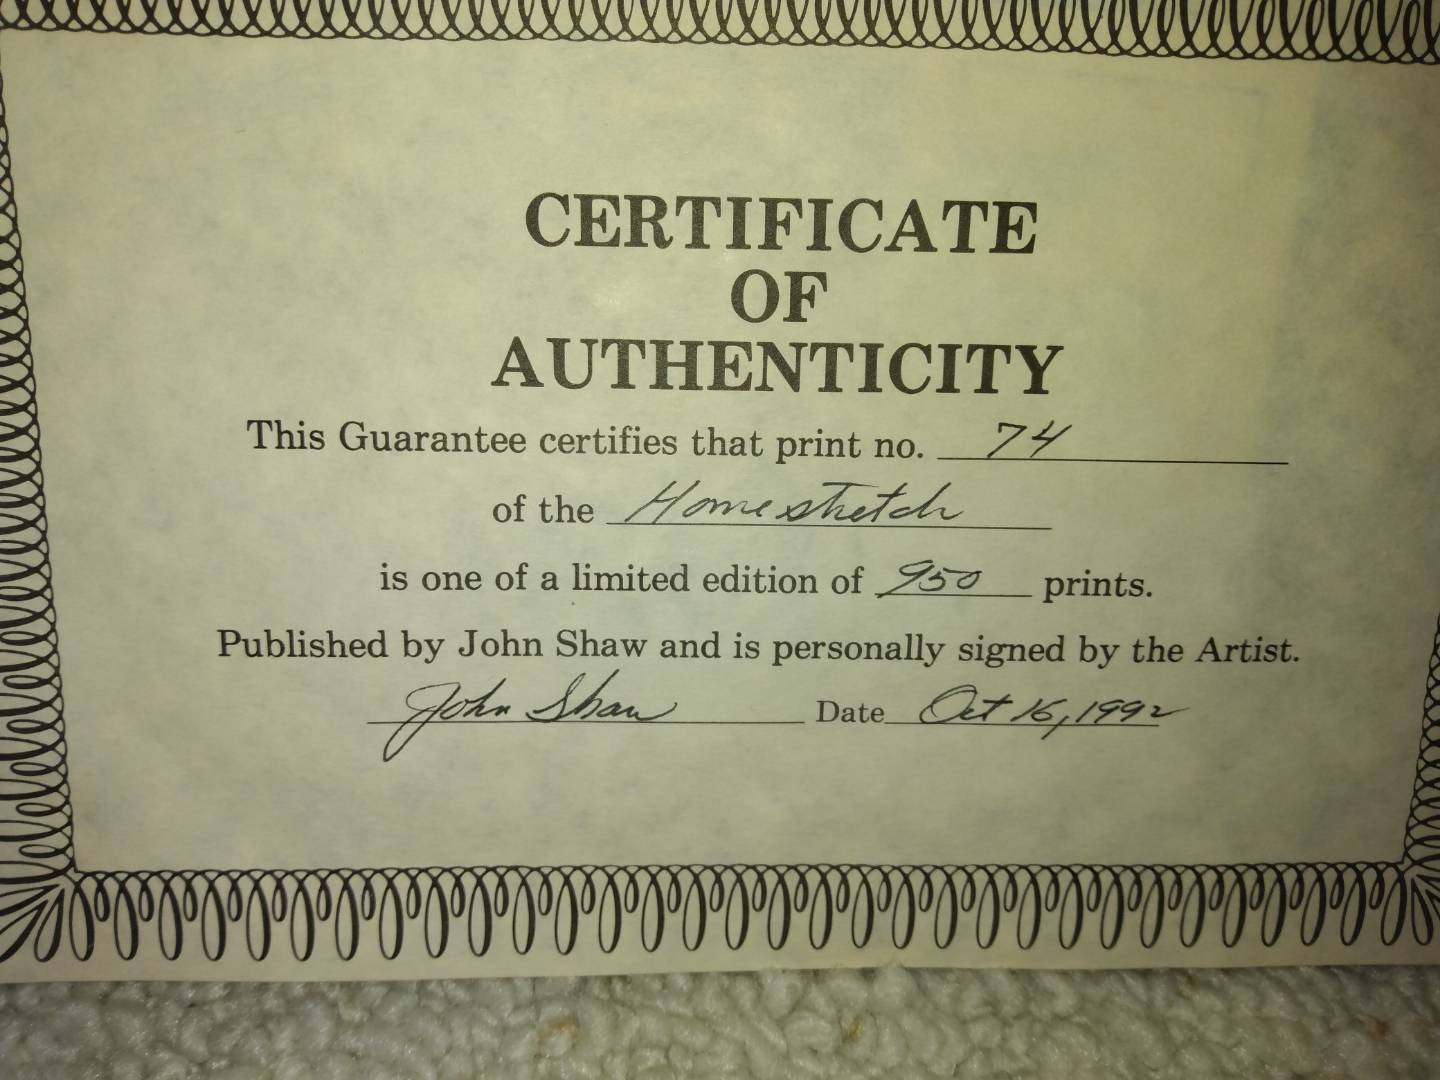 CERTIFICATE
OF
AUTHENTICITY
This Guarantee certifies that print no. 74
of the Homestretch
is one of a limited edition of 950 prints.
Published by John Shaw and is personally signed by the Artist.
John Shaw Date Oct 16, 1992